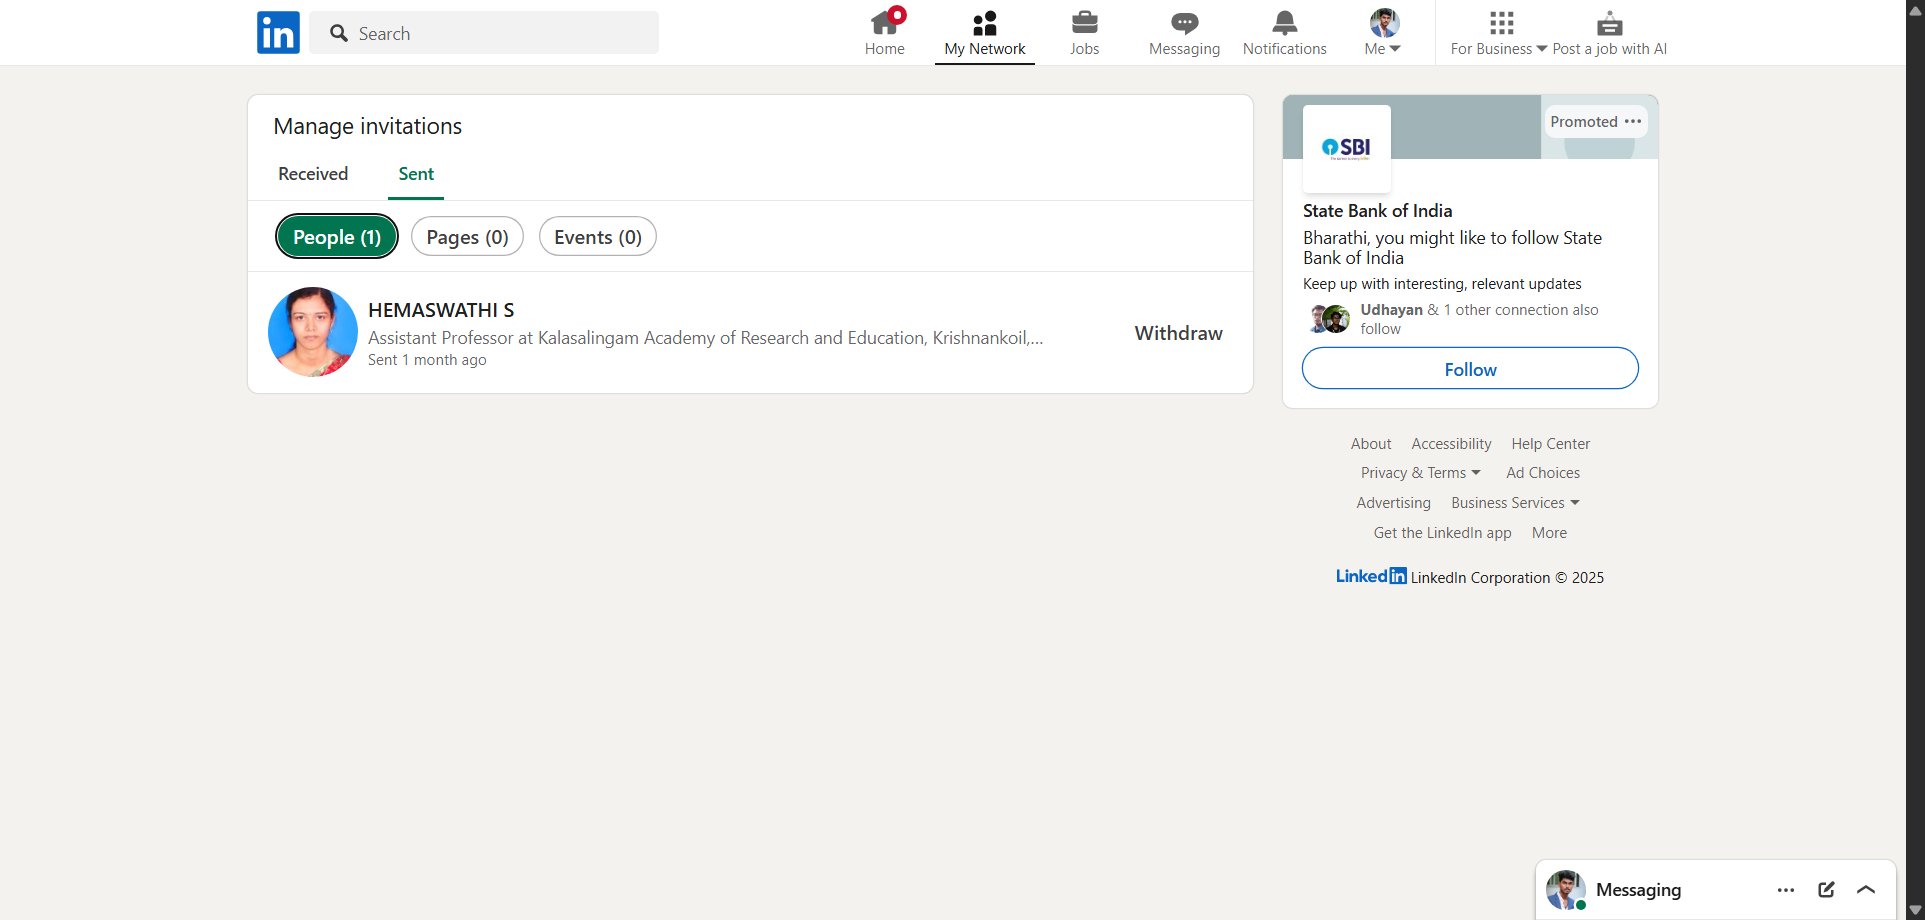 in
Search
Home
My Network
Jobs
Messaging
Notifications
Me
For Business
Post a job with AI
Manage invitations
Received
Sent
People (1)
Pages (0)
Events (0)
HEMASWATHI S
Assistant Professor at Kalasalingam Academy of Research and Education, Krishnankoil,...
Sent 1 month ago
Withdraw
Promoted
SBI
State Bank of India
Bharathi, you might like to follow State
Bank of India
Keep up with interesting, relevant updates
Udhayan & 1 other connection also
follow
Follow
About Accessibility Help Center
Privacy & Terms Ad Choices
Advertising Business Services
Get the LinkedIn app More
LinkedIn LinkedIn Corporation © 2025
Messaging